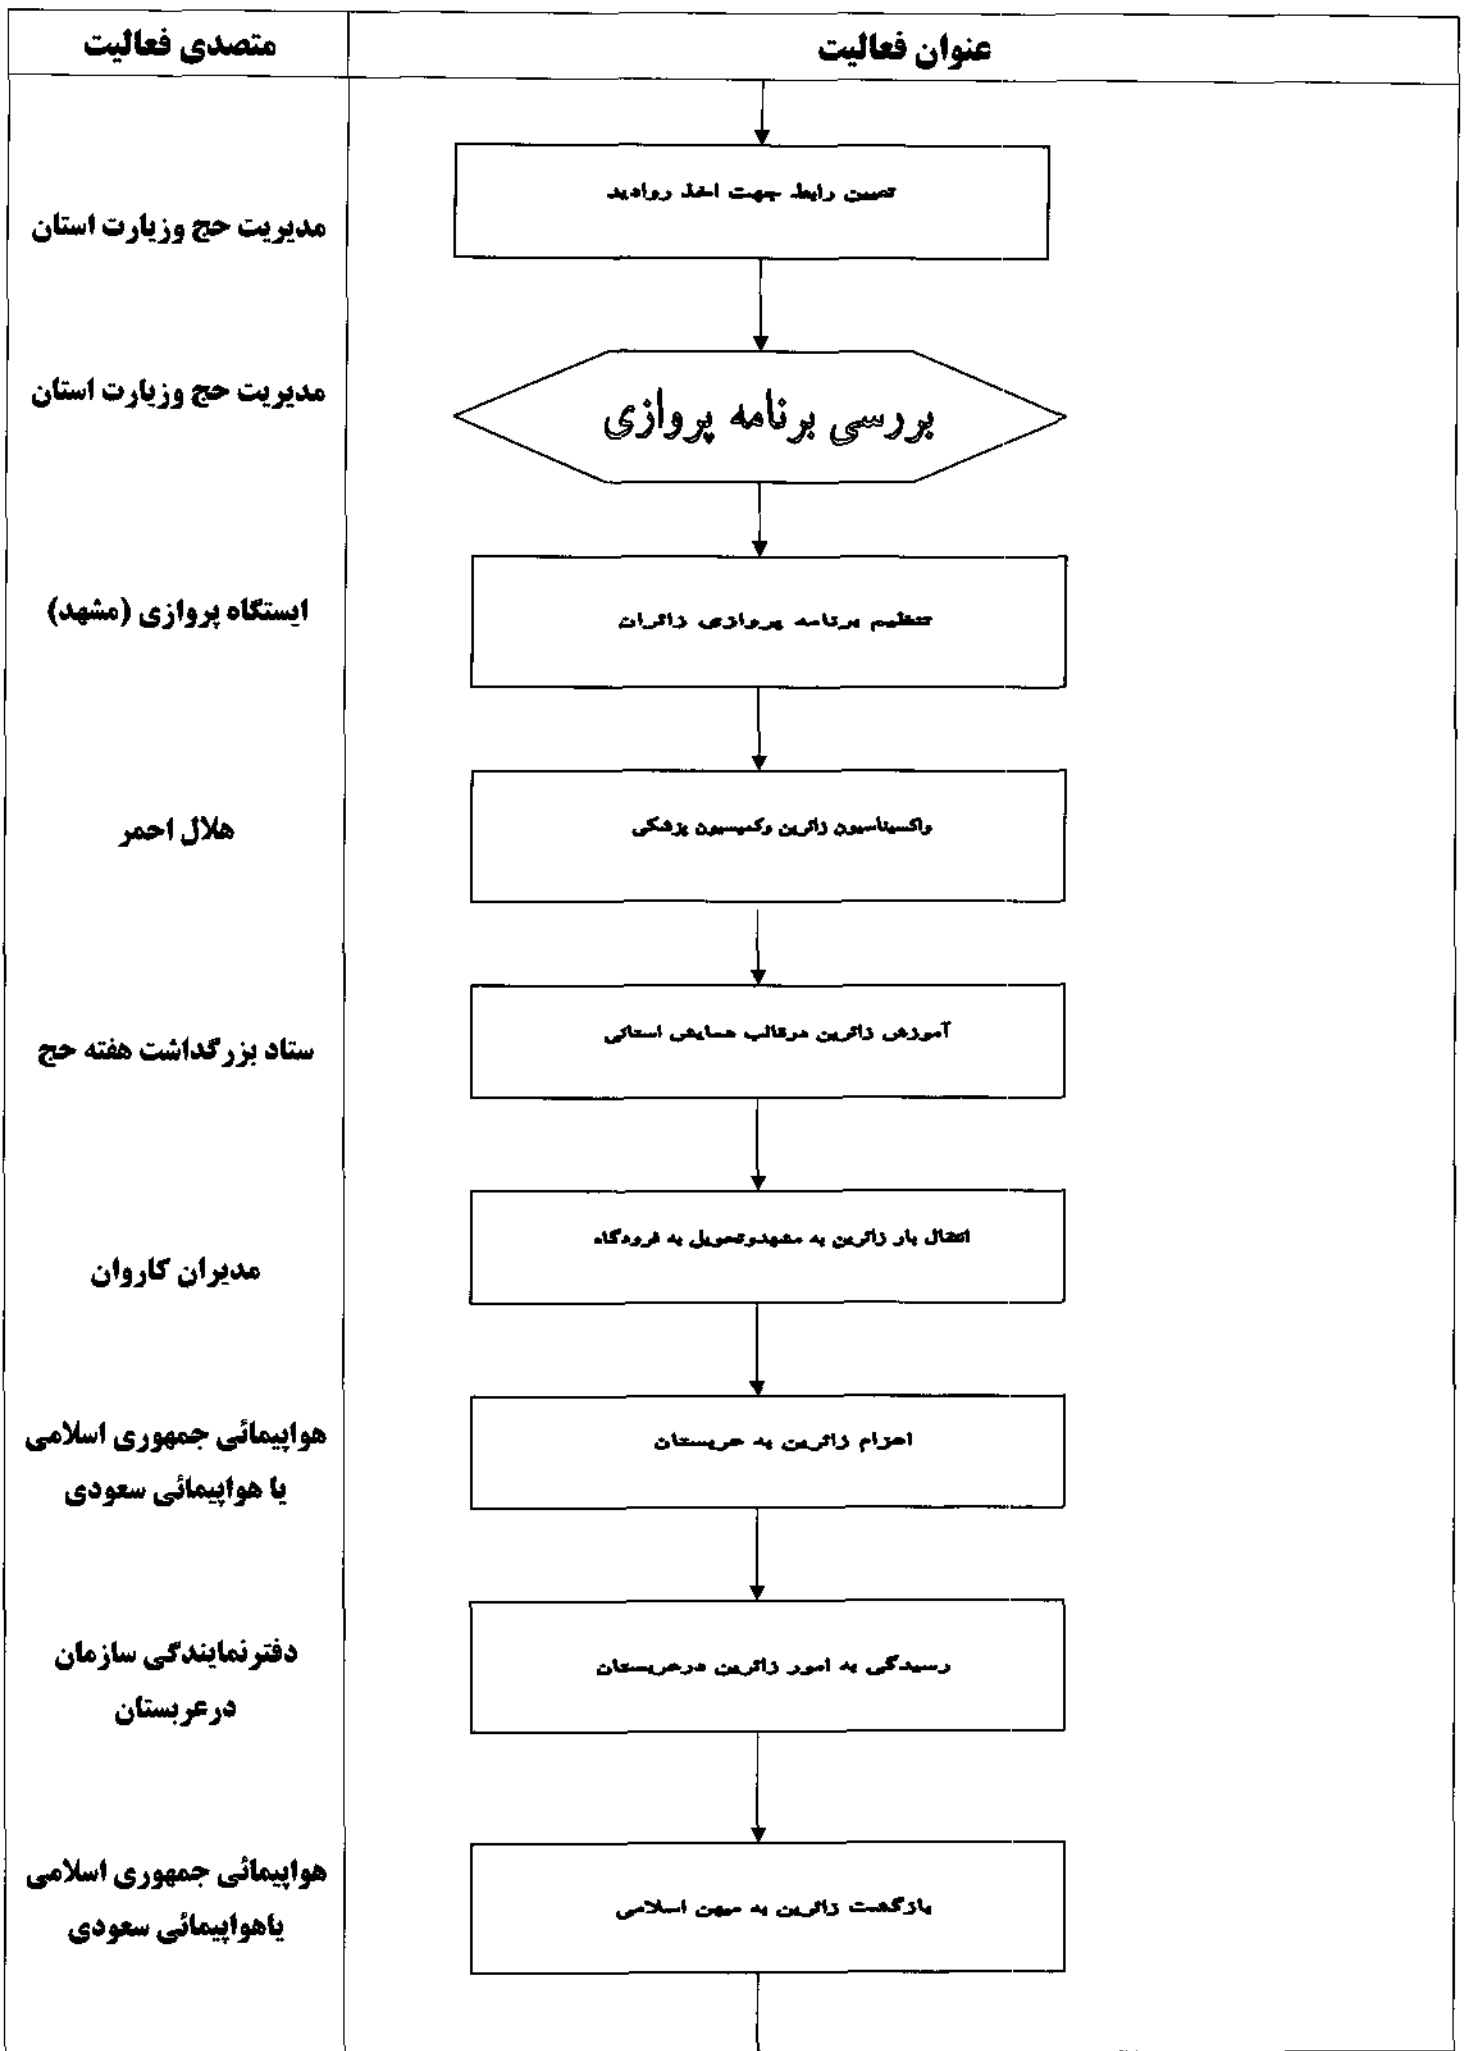 عنوان فعالیت
متصدی فعالیت
تعیین رابط جهت اخذ روادید
مدیریت حج وزیارت استان
بررسی برنامه پروازی
مدیریت حج وزیارت استان
تنظیم برنامه پروازی زائران
ایستگاه پروازی (مشهد)
واکسیناسیون زائرین وکمیسیون پزشکی
هلال احمر
آموزش زائرین درقالب همایش استانی
ستاد بزرگداشت هفته حج
انتقال بار زائرین به مشهدوتحویل به فرودگاه
مدیران کاروان
اعزام زائرین به عربستان
هواپیمائی جمهوری اسلامی
یا هواپیمائی سعودی
رسیدگی به امور زائرین درعربستان
دفترنمایندگی سازمان
درعربستان
بازگشت زائرین به میهن اسلامی
هواپیمائی جمهوری اسلامی
یاهواپیمائی سعودی